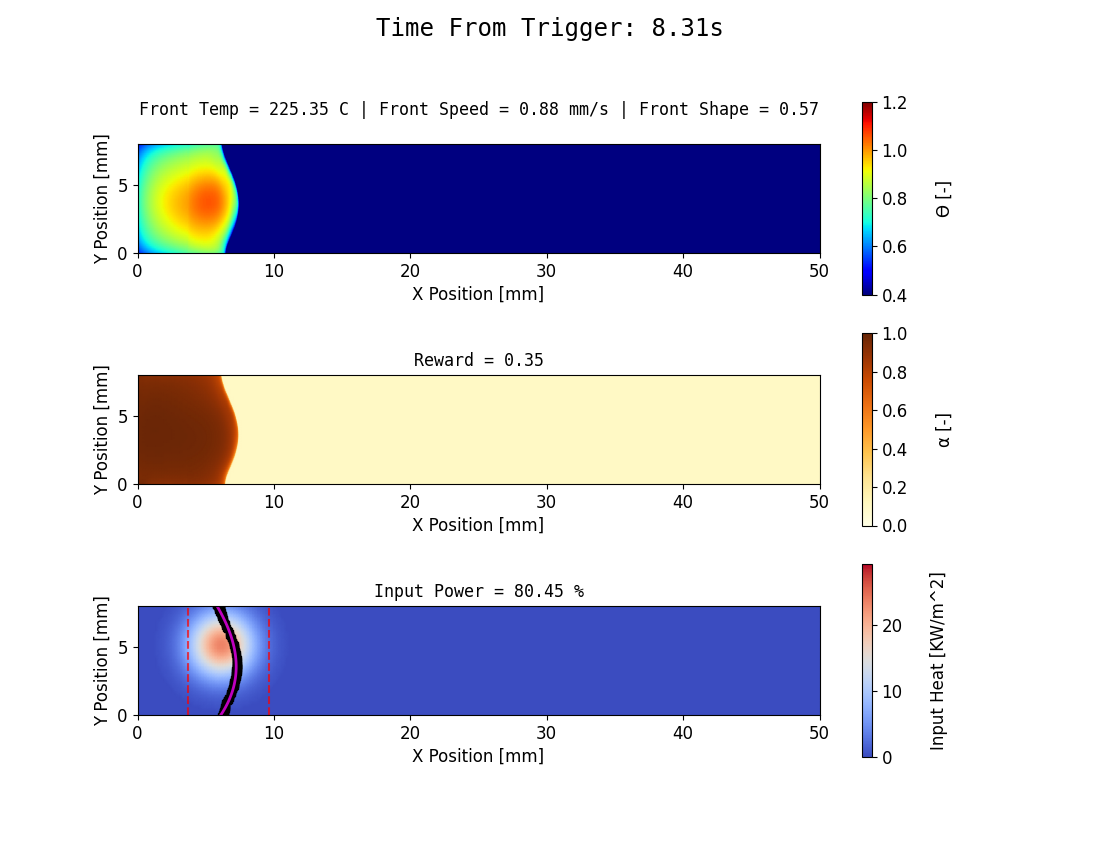 Time From Trigger: 8.31s
Front Temp = 225.35 C | Front Speed = 0.88 mm/s | Front Shape = 0.57
Y Position [mm]
5
0
0 10 20 30 40 50
X Position [mm]
1.2
1.0
0.8
0.6
0.4
Θ [-]
Reward = 0.35
Y Position [mm]
5
0
0 10 20 30 40 50
X Position [mm]
1.0
0.8
0.6
0.4
0.2
0.0
α [-]
Input Power = 80.45 %
Y Position [mm]
5
0
0 10 20 30 40 50
X Position [mm]
20
10
0
Input Heat [KW/m^2]